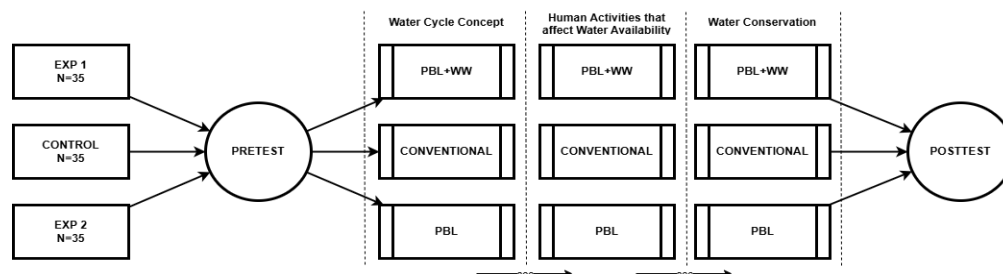 Water Cycle Concept
Human Activities that
affect Water Availability
Water Conservation
EXP 1
N=35
PBL+WW
PBL+WW
PBL+WW
CONTROL
N=35
PRETEST
CONVENTIONAL
CONVENTIONAL
CONVENTIONAL
POSTTEST
EXP 2
N=35
PBL
PBL
PBL